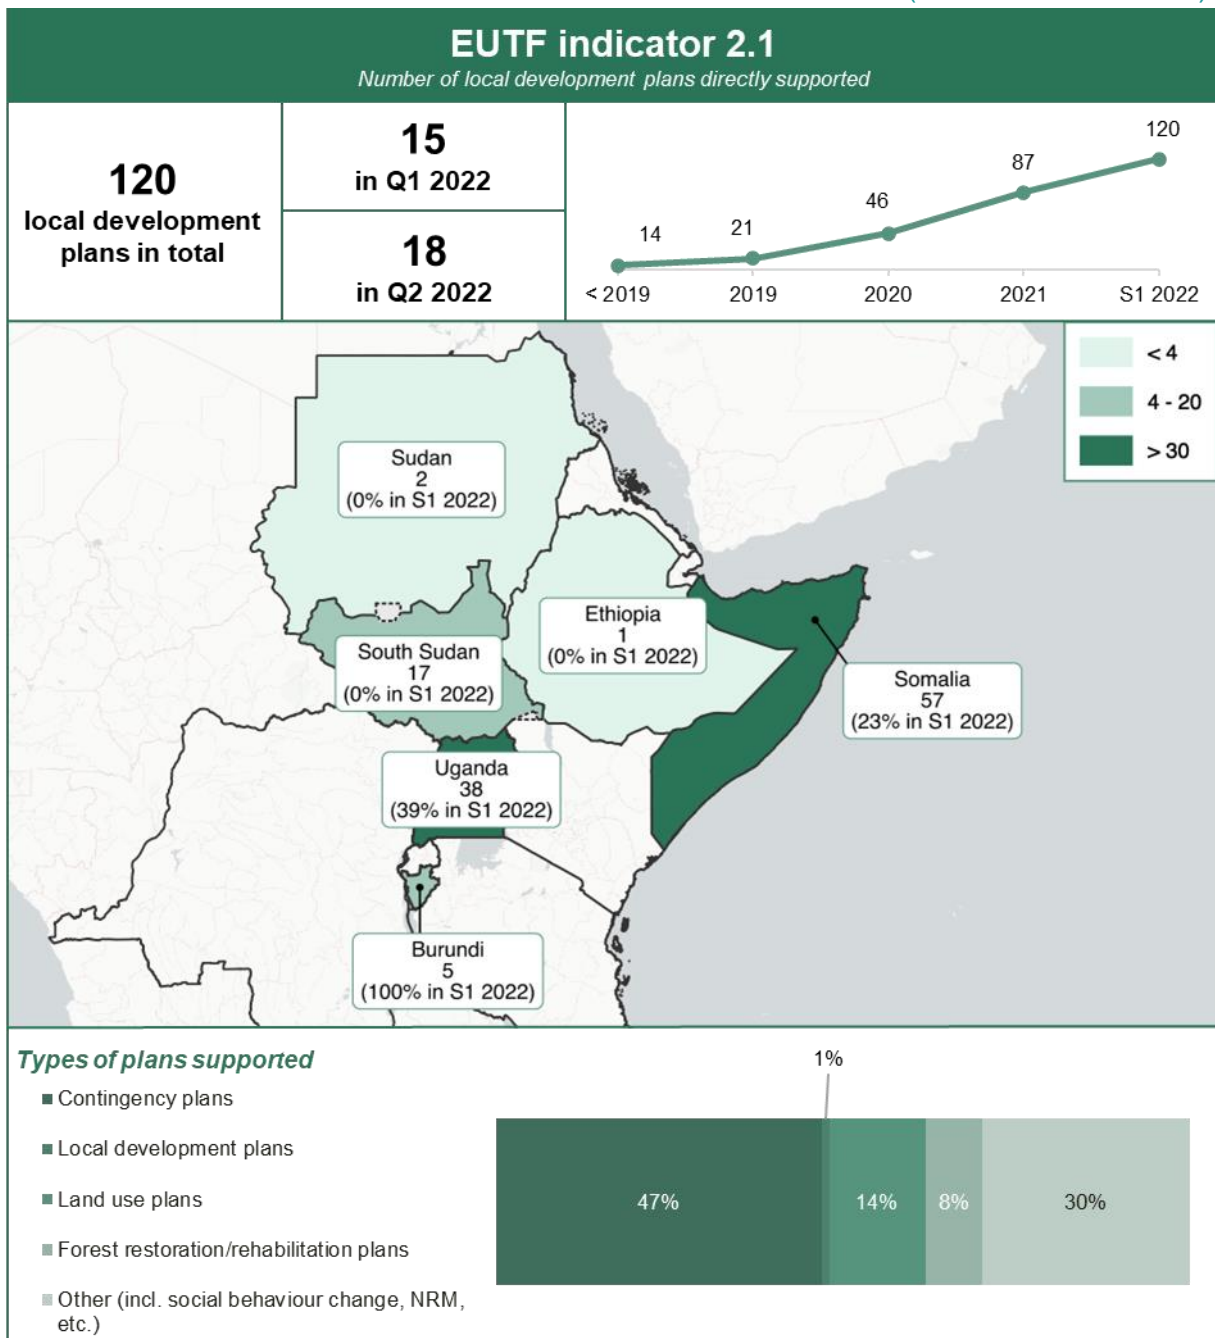 EUTF indicator 2.1
Number of local development plans directly supported
120
local development
plans in total
15
in Q1 2022
18
in Q2 2022
14
21
46
87
120
< 2019
2019
2020
2021
S1 2022
< 4
4 - 20
> 30
Sudan
2
(0% in S1 2022)
Ethiopia
1
(0% in S1 2022)
South Sudan
17
(0% in S1 2022)
Somalia
57
(23% in S1 2022)
Uganda
38
(39% in S1 2022)
Burundi
5
(100% in S1 2022)
Types of plans supported
Contingency plans
Local development plans
Land use plans
Forest restoration/rehabilitation plans
Other (incl. social behaviour change, NRM,
etc.)
1%
47%
14%
8%
30%